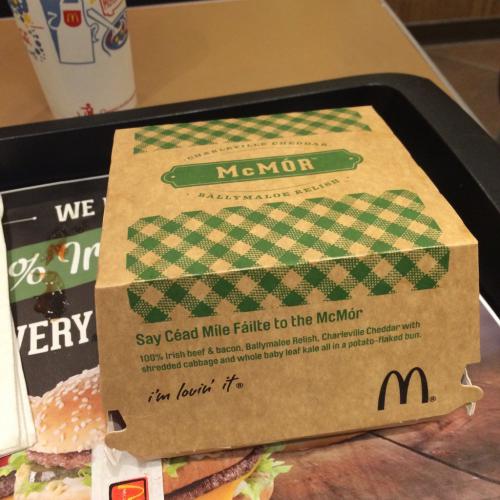 CHARLEVILLE CHEDDAR
McMÓR
BALLYMALOE RELISH
Say Céad Míle Fáilte to the McMór
100% Irish beef & bacon, Ballymaloe Relish, Charleville Cheddar with
shredded cabbage and whole baby leaf kale all in a potato-flaked bun.
i'm lovin' it®
WE
%
VERY